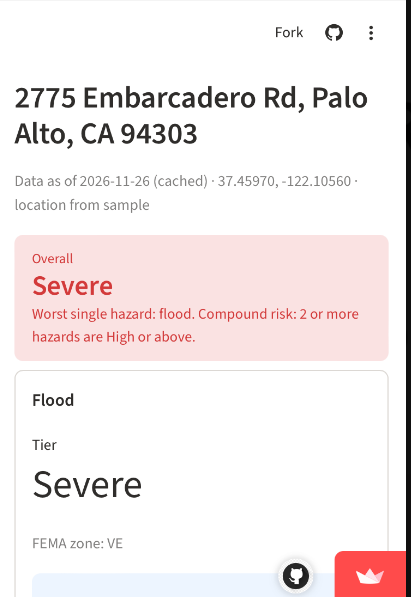 Fork
2775 Embarcadero Rd, Palo
Alto, CA 94303
Data as of 2026-11-26 (cached) · 37.45970, -122.10560 ·
location from sample
Overall
Severe
Worst single hazard: flood. Compound risk: 2 or more
hazards are High or above.
Flood
Tier
Severe
FEMA zone: VE